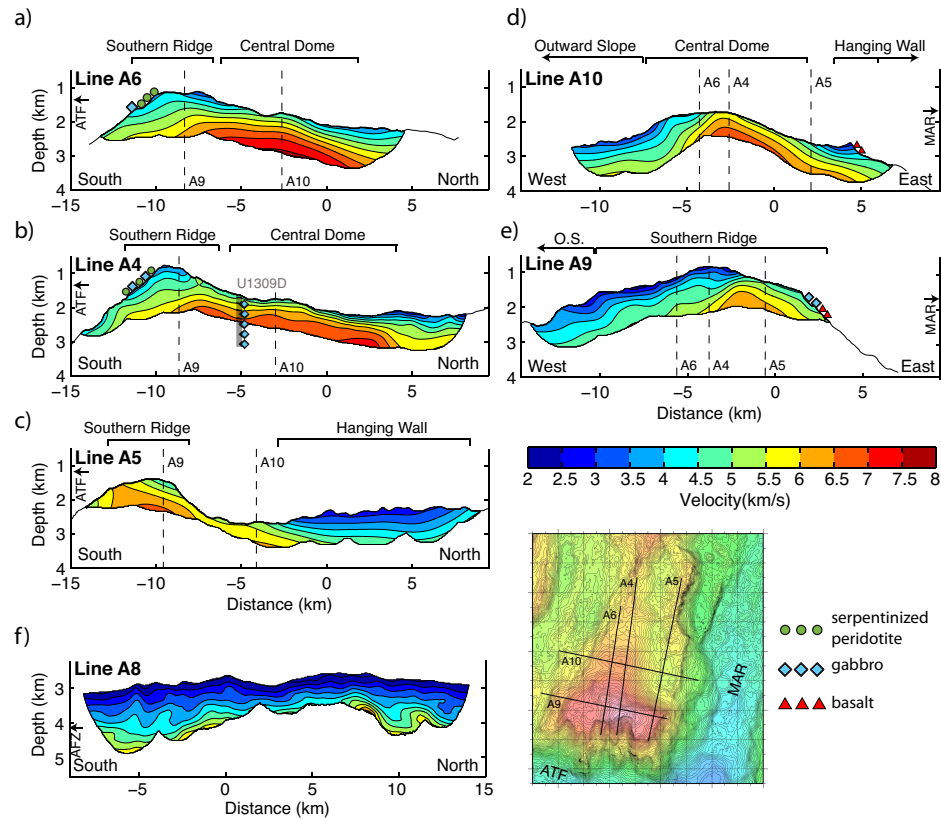 a)
Southern Ridge
Central Dome
Line A6
1
2
3
4
Depth (km)
ATF
South
A9
A10
North
-15
-10
-5
0
5
d)
Outward Slope
Central Dome
Hanging Wall
Line A10
A6
A4
A5
1
2
3
4
MAR
West
East
-10
-5
0
5
b)
Southern Ridge
Central Dome
Line A4
U1309D
1
2
3
4
Depth (km)
ATF
South
A9
A10
North
-15
-10
-5
0
5
e)
O.S.
Southern Ridge
Line A9
1
2
3
4
MAR
West
A6
A4
A5
East
-10
-5
0
5
Distance (km)
c)
Southern Ridge
Hanging Wall
Line A5
A9
A10
1
2
3
4
Depth (km)
ATF
South
North
-15
-10
-5
0
5
Distance (km)
2 2.5 3 3.5 4 4.5 5 5.5 6 6.5 7 7.5 8
Velocity(km/s)
f)
Line A8
3
4
5
Depth (km)
AFZ
South
North
-5
0
5
10
15
Distance (km)
A4
A5
A6
A10
A9
MAR
ATF
serpentinized
peridotite
gabbro
basalt